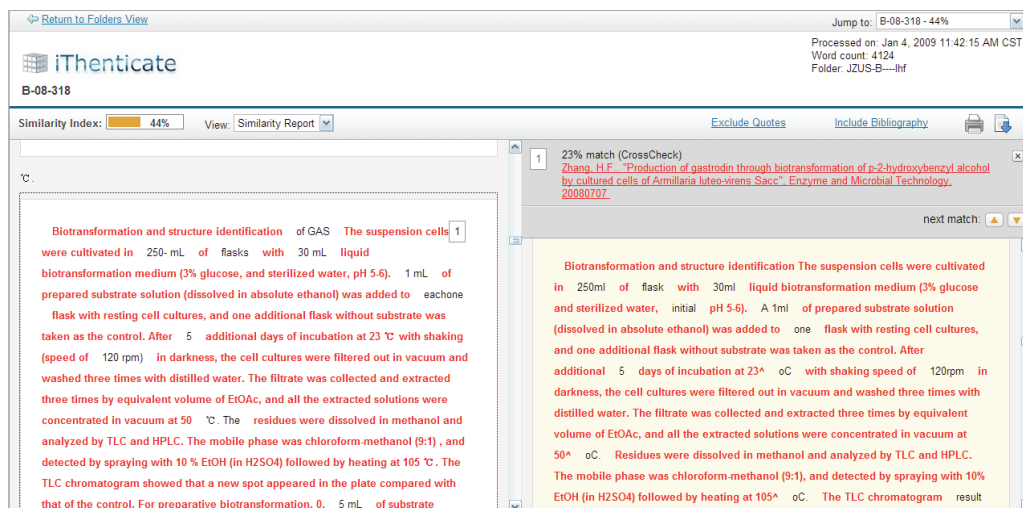 Return to Folders View
Jump to: B-08-318 - 44%
Processed on: Jan 4, 2009 11:42:15 AM CST
Word count: 4124
Folder: JZUS-B----lhf
iThenticate
B-08-318
Similarity Index: 44% View: Similarity Report
Exclude Quotes Include Bibliography
℃.
Biotransformation and structure identification of GAS The suspension cells 1
were cultivated in 250- mL of flasks with 30 mL liquid
biotransformation medium (3% glucose, and sterilized water, pH 5-6). 1 mL of
prepared substrate solution (dissolved in absolute ethanol) was added to eachone
flask with resting cell cultures, and one additional flask without substrate was
taken as the control. After 5 additional days of incubation at 23 ℃ with shaking
(speed of 120 rpm) in darkness, the cell cultures were filtered out in vacuum and
washed three times with distilled water. The filtrate was collected and extracted
three times by equivalent volume of EtOAc, and all the extracted solutions were
concentrated in vacuum at 50 ℃. The residues were dissolved in methanol and
analyzed by TLC and HPLC. The mobile phase was chloroform-methanol (9:1) , and
detected by spraying with 10 % EtOH (in H2SO4) followed by heating at 105 ℃. The
TLC chromatogram showed that a new spot appeared in the plate compared with
that of the control. For preparative biotransformation, 0. 5 mL of substrate
1 23% match (CrossCheck)
Zhang, H.F.. "Production of gastrodin through biotransformation of p-2-hydroxybenzyl alcohol
by cultured cells of Armillaria luteo-virens Sacc", Enzyme and Microbial Technology,
20080707
next match:
Biotransformation and structure identification The suspension cells were cultivated
in 250ml of flask with 30ml liquid biotransformation medium (3% glucose
and sterilized water, initial pH 5-6). A 1ml of prepared substrate solution
(dissolved in absolute ethanol) was added to one flask with resting cell cultures,
and one additional flask without substrate was taken as the control. After
additional 5 days of incubation at 23^ oC with shaking speed of 120rpm in
darkness, the cell cultures were filtered out in vacuum and washed three times with
distilled water. The filtrate was collected and extracted three times by equivalent
volume of EtOAc, and all the extracted solutions were concentrated in vacuum at
50^ oC. Residues were dissolved in methanol and analyzed by TLC and HPLC.
The mobile phase was chloroform-methanol (9:1), and detected by spraying with 10%
EtOH (in H2SO4) followed by heating at 105^ oC. The TLC chromatogram result